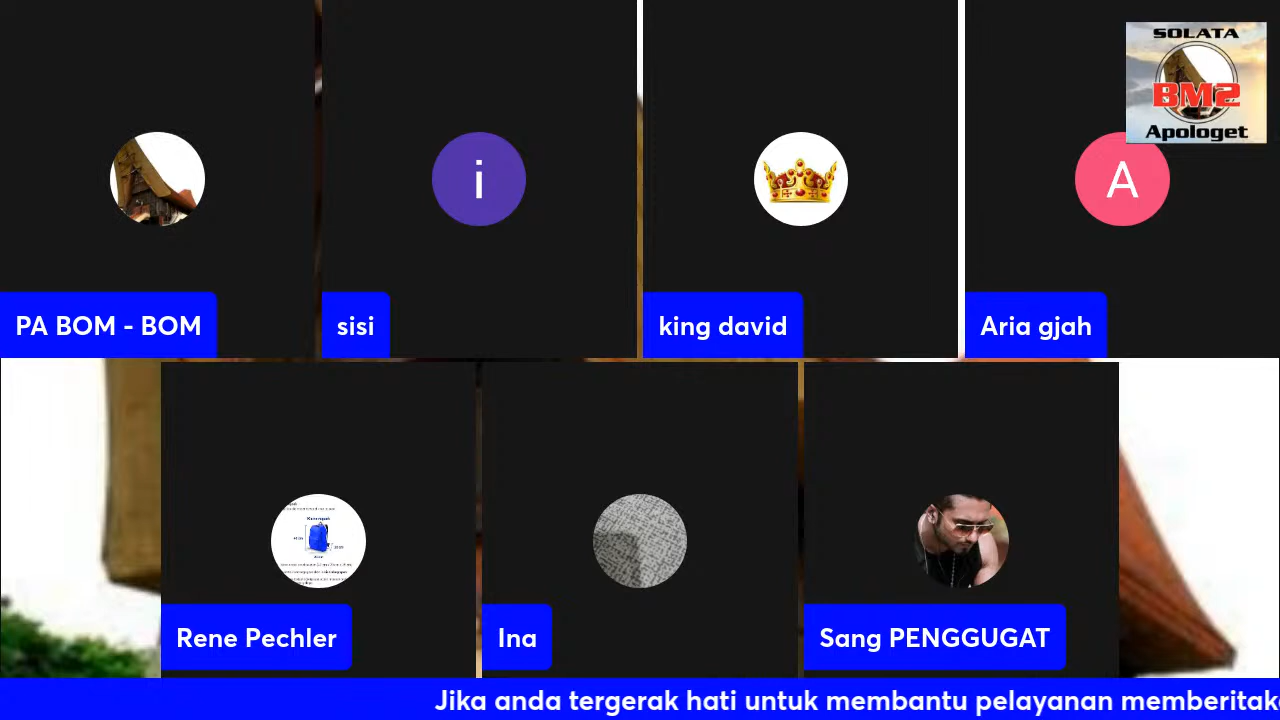 SOLATA
BM2
Apologet
i
A
PA BOM - BOM
sisi
king david
Aria gjah
Rene Pechler
Ina
Sang PENGGUGAT
Jika anda tergerak hati untuk membantu pelayanan memberitak